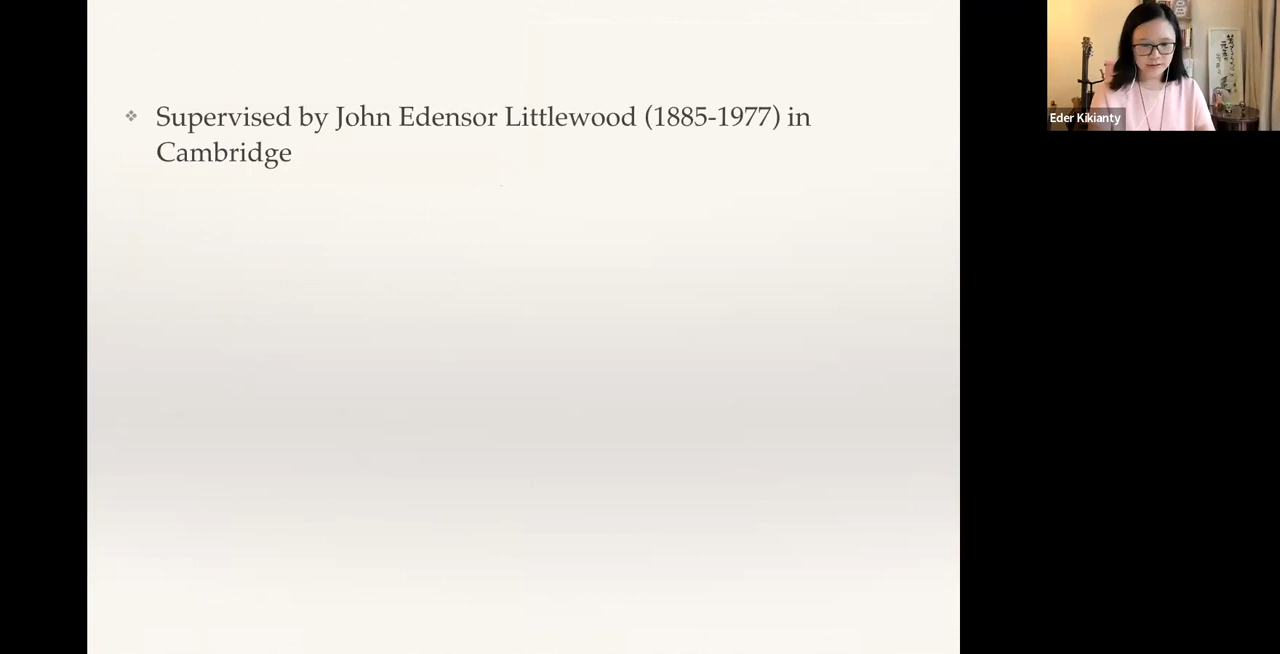 Supervised by John Edensor Littlewood (1885-1977) in
Cambridge
Eder Kikianty